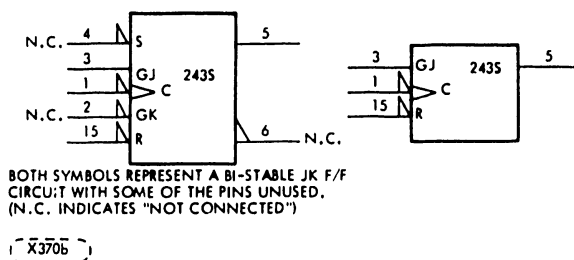 N.C. 4 S 5
3 GJ 243S
1 C
N.C. 2 GK
15 R 6 N.C.
3 GJ 243S 5
1 C
15 R
BOTH SYMBOLS REPRESENT A BI-STABLE JK F/F
CIRCUIT WITH SOME OF THE PINS UNUSED.
(N.C. INDICATES "NOT CONNECTED")
X370b